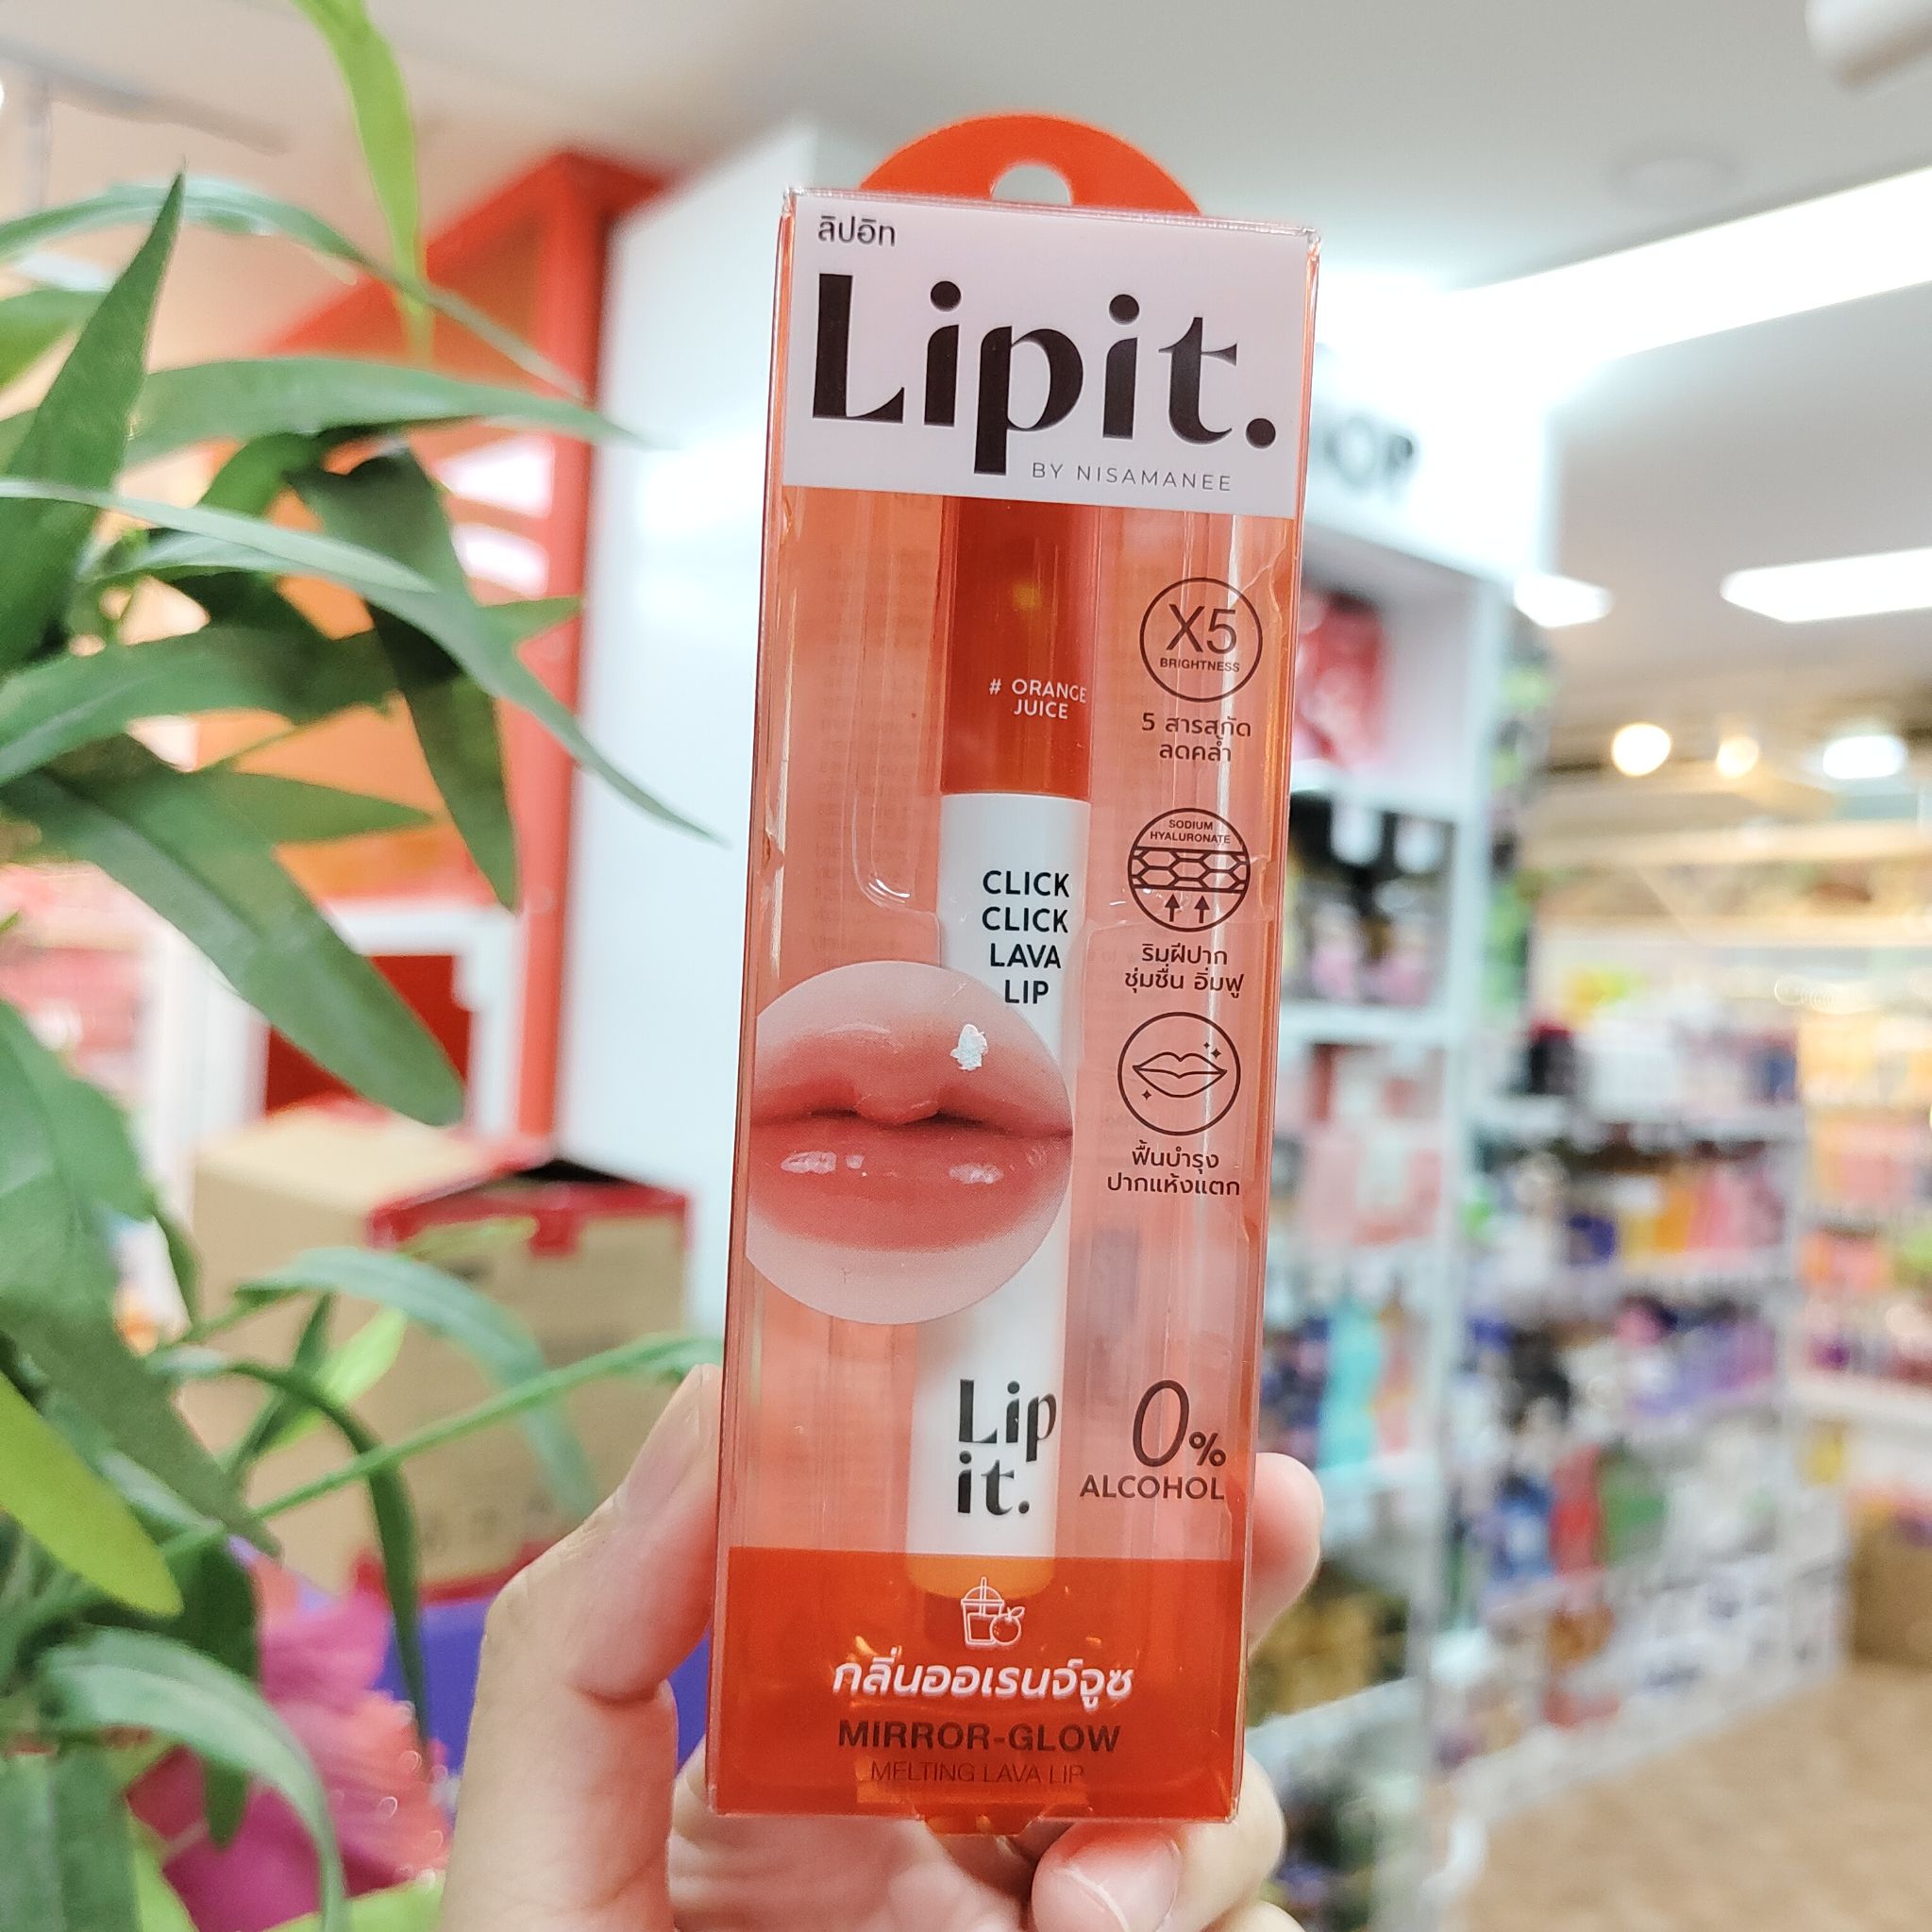 ลิปอิท
Lipit.
BY NISAMANEE
# ORANGE
JUICE
X5
BRIGHTNESS
5 สารสกัด
ลดคล้ำ
CLICK
CLICK
LAVA
LIP
SODIUM
HYALURONATE
ริมฝีปาก
ชุ่มชื่น อิ่มฟู
ฟื้นบำรุง
ปากแห้งแตก
Lip
it.
0%
ALCOHOL
กลิ่นออเรนจ์จูซ
MIRROR-GLOW
MELTING LAVA LIP